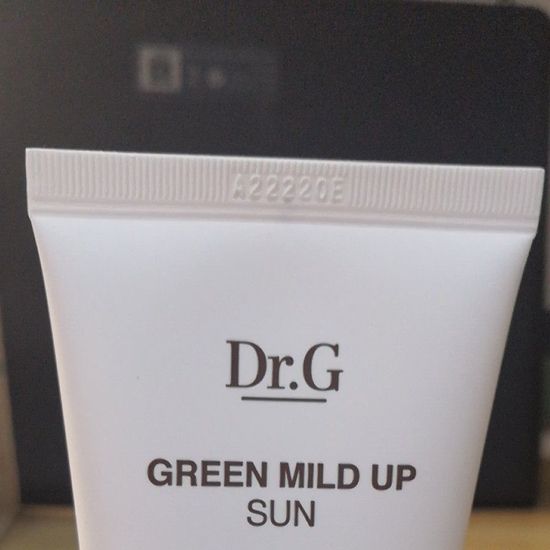 A22220E
Dr.G
GREEN MILD UP
SUN